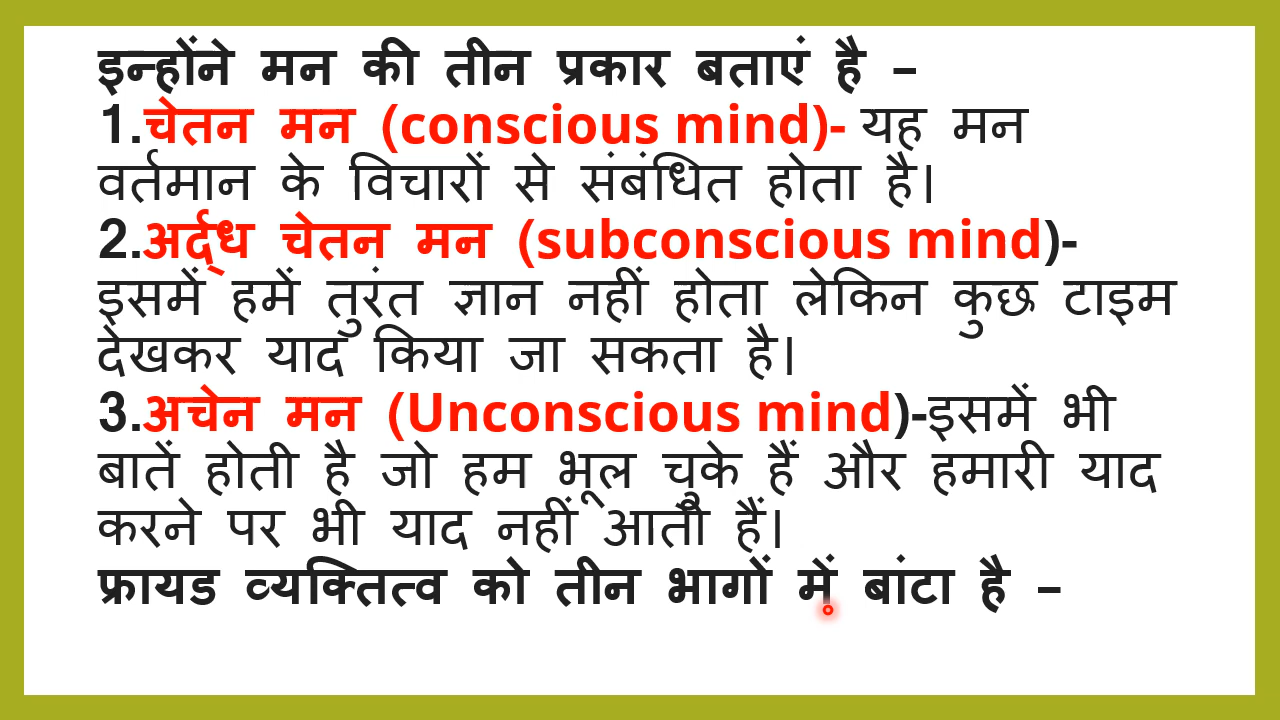 इन्होंने मन की तीन प्रकार बताएं है –
1.चेतन मन (conscious mind)- यह मन
वर्तमान के विचारों से संबंधित होता है।
2.अर्द्ध चेतन मन (subconscious mind)-
इसमें हमें तुरंत ज्ञान नहीं होता लेकिन कुछ टाइम
देखकर याद किया जा सकता है।
3.अचेन मन (Unconscious mind)-इसमें भी
बातें होती है जो हम भूल चुके हैं और हमारी याद
करने पर भी याद नहीं आती हैं।
फ्रायड व्यक्तित्व को तीन भागों में बांटा है –